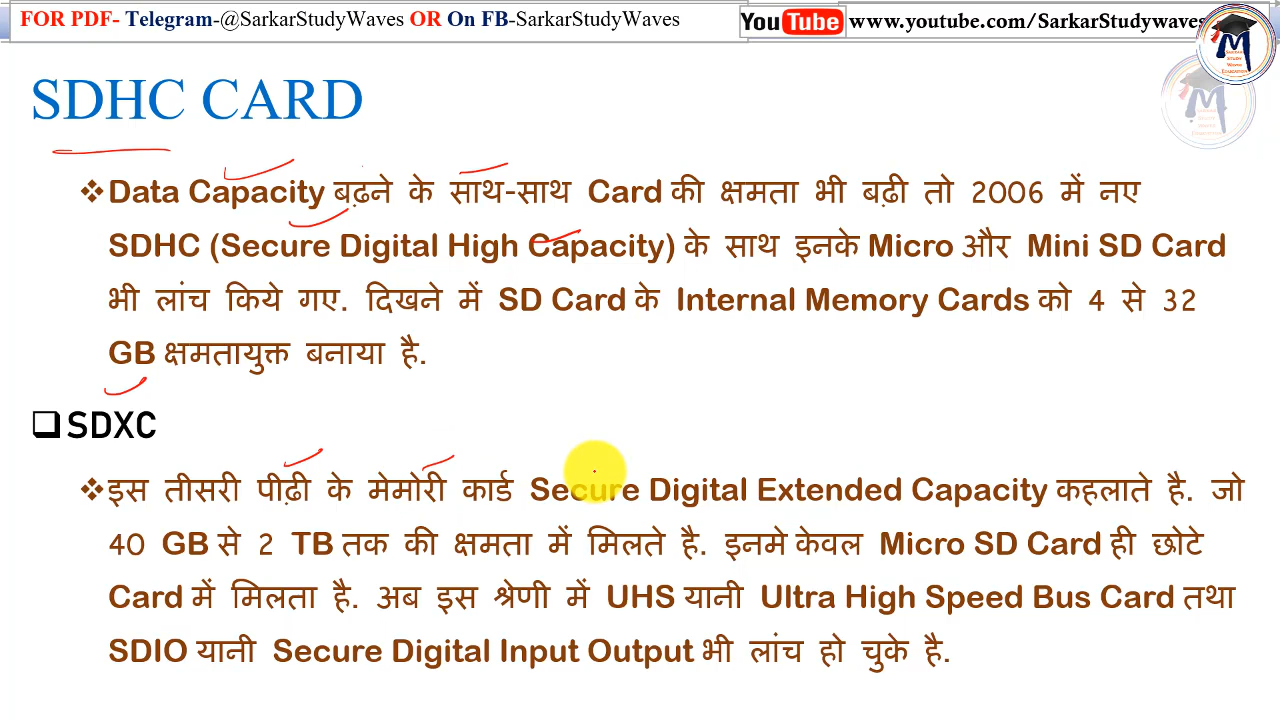 FOR PDF- Telegram-@SarkarStudyWaves OR On FB-SarkarStudyWaves
YouTube www.youtube.com/SarkarStudywaves
SARKAR STUDY WAVES EDUCATION
SDHC CARD
❖Data Capacity बढ़ने के साथ-साथ Card की क्षमता भी बढ़ी तो 2006 में नए
SDHC (Secure Digital High Capacity) के साथ इनके Micro और Mini SD Card
भी लांच किये गए. दिखने में SD Card के Internal Memory Cards को 4 से 32
GB क्षमतायुक्त बनाया है.
❑SDXC
❖इस तीसरी पीढ़ी के मेमोरी कार्ड Secure Digital Extended Capacity कहलाते है. जो
40 GB से 2 TB तक की क्षमता में मिलते है. इनमे केवल Micro SD Card ही छोटे
Card में मिलता है. अब इस श्रेणी में UHS यानी Ultra High Speed Bus Card तथा
SDIO यानी Secure Digital Input Output भी लांच हो चुके है.